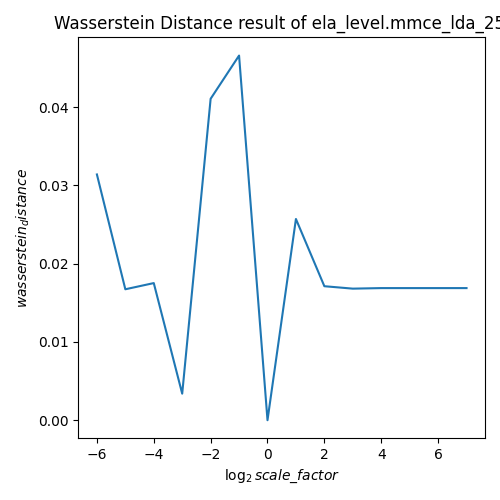 Wasserstein Distance result of ela_level.mmce_lda_25
wasserstein_distance
0.04
0.03
0.02
0.01
0.00
−6 −4 −2 0 2 4 6
log₂ scale_factor